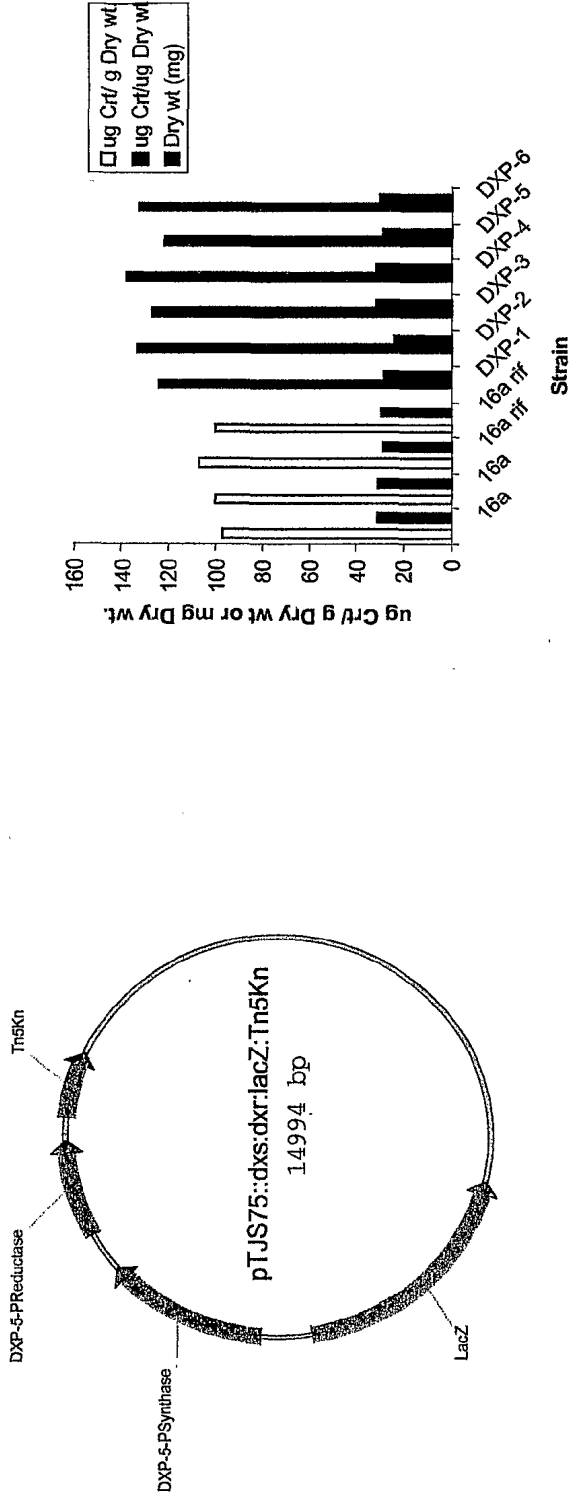 DXP-5-PReductase
Tn5Kn
DXP-5-PSynthase
pTJS75::dxs:dxr:lacZ:Tn5Kn
14994 bp
LacZ
ug Crt/ g Dry wt or mg Dry wt.
160
140
120
100
80
60
40
20
0
16a
16a
16a rif
16a rif
DXP-1
DXP-2
DXP-3
DXP-4
DXP-5
DXP-6
Strain
ug Crt/ g Dry wt.
ug Crt/ug Dry wt
Dry wt (mg)